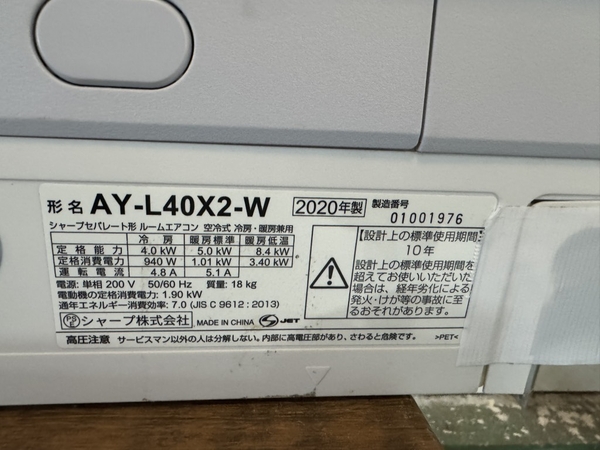 形名 AY-L40X2-W 2020年製 製造番号 01001976
シャープセパレート形 ルームエアコン 空冷式 冷房・暖房兼用
冷房 暖房標準 暖房低温
定格能力 4.0 kW 5.0 kW 8.4 kW
定格消費電力 940 W 1.01 kW 3.40 kW
運転電流 4.8 A 5.1 A
電源: 単相 200 V 50/60 Hz 質量: 18 kg
電動機の定格消費電力: 1.90 kW
通年エネルギー消費効率: 7.0 (JIS C 9612 : 2013)
PSE シャープ株式会社 MADE IN CHINA S JET
【設計上の標準使用期間】
10年
設計上の標準使用期間を
超えてお使いいただいた
場合は、経年劣化による
発火・けが等の事故に至
るおそれがあります。
高圧注意 サービスマン以外の人は分解しない。内部に高電圧部があり、さわると危険です。 >PET<